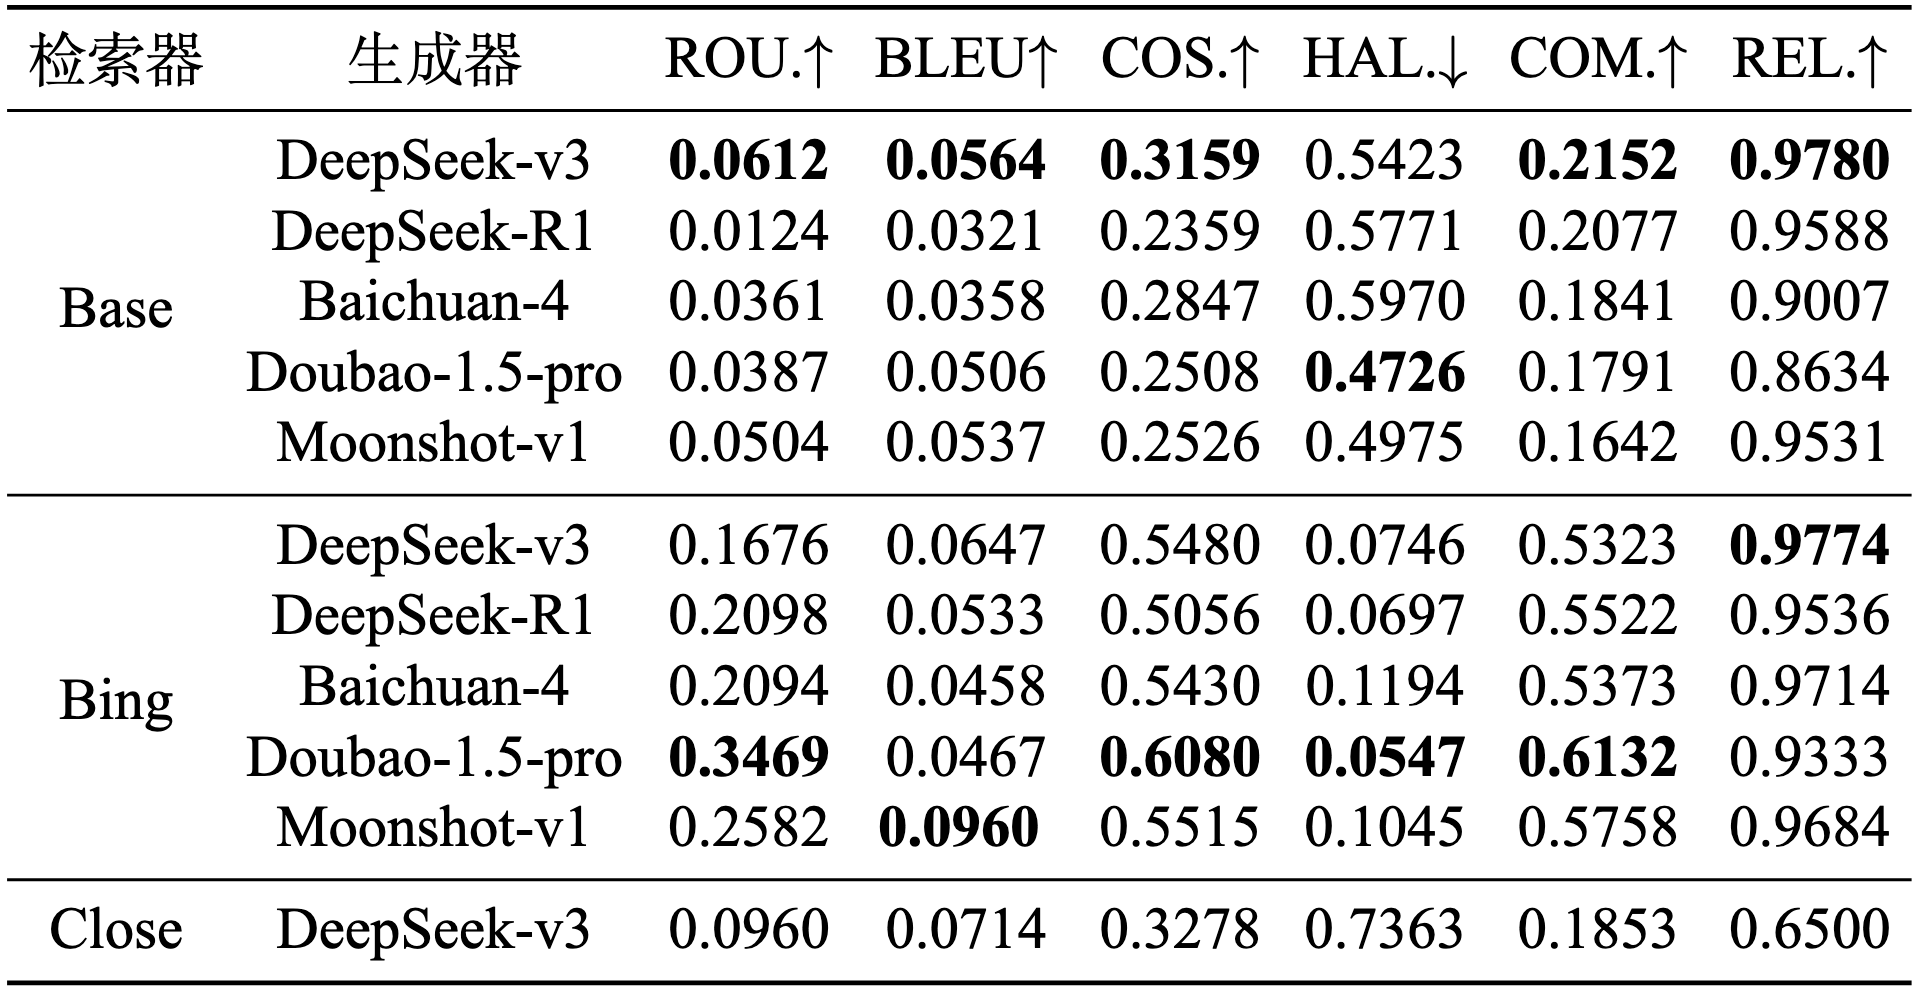 检索器 生成器 ROU.↑ BLEU↑ COS.↑ HAL.↓ COM.↑ REL.↑
DeepSeek-v3 0.0612 0.0564 0.3159 0.5423 0.2152 0.9780
DeepSeek-R1 0.0124 0.0321 0.2359 0.5771 0.2077 0.9588
Base Baichuan-4 0.0361 0.0358 0.2847 0.5970 0.1841 0.9007
Doubao-1.5-pro 0.0387 0.0506 0.2508 0.4726 0.1791 0.8634
Moonshot-v1 0.0504 0.0537 0.2526 0.4975 0.1642 0.9531
DeepSeek-v3 0.1676 0.0647 0.5480 0.0746 0.5323 0.9774
DeepSeek-R1 0.2098 0.0533 0.5056 0.0697 0.5522 0.9536
Bing Baichuan-4 0.2094 0.0458 0.5430 0.1194 0.5373 0.9714
Doubao-1.5-pro 0.3469 0.0467 0.6080 0.0547 0.6132 0.9333
Moonshot-v1 0.2582 0.0960 0.5515 0.1045 0.5758 0.9684
Close DeepSeek-v3 0.0960 0.0714 0.3278 0.7363 0.1853 0.6500